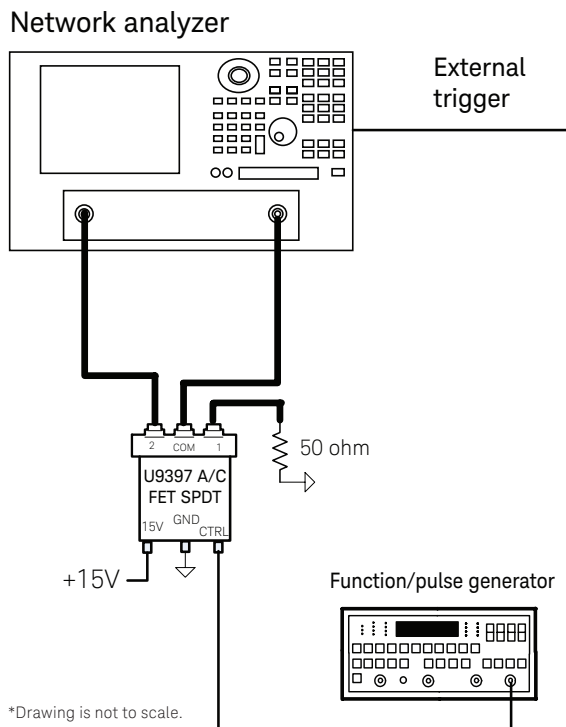 Network analyzer
External
trigger
2 COM 1
50 ohm
U9397 A/C
FET SPDT
15V GND CTRL
+15V
Function/pulse generator
*Drawing is not to scale.